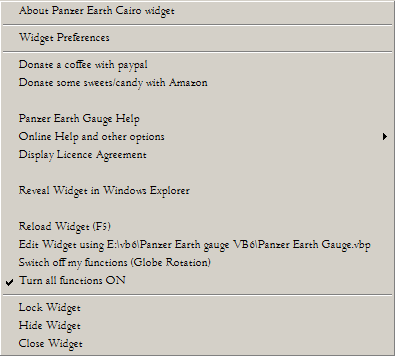 About Panzer Earth Cairo widget
Widget Preferences
Donate a coffee with paypal
Donate some sweets/candy with Amazon
Panzer Earth Gauge Help
Online Help and other options
Display Licence Agreement
Reveal Widget in Windows Explorer
Reload Widget (F5)
Edit Widget using E:\vb6\Panzer Earth gauge VB6\Panzer Earth Gauge.vbp
Switch off my functions (Globe Rotation)
Turn all functions ON
Lock Widget
Hide Widget
Close Widget